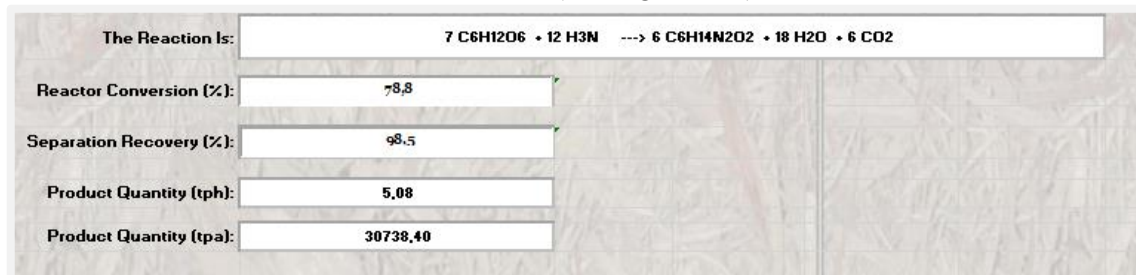 The Reaction Is: 7 C6H12O6 + 12 H3N ---> 6 C6H14N2O2 + 18 H2O + 6 CO2
Reactor Conversion (%): 78,8
Separation Recovery (%): 98.5
Product Quantity (tph): 5,08
Product Quantity (tpa): 30738,40